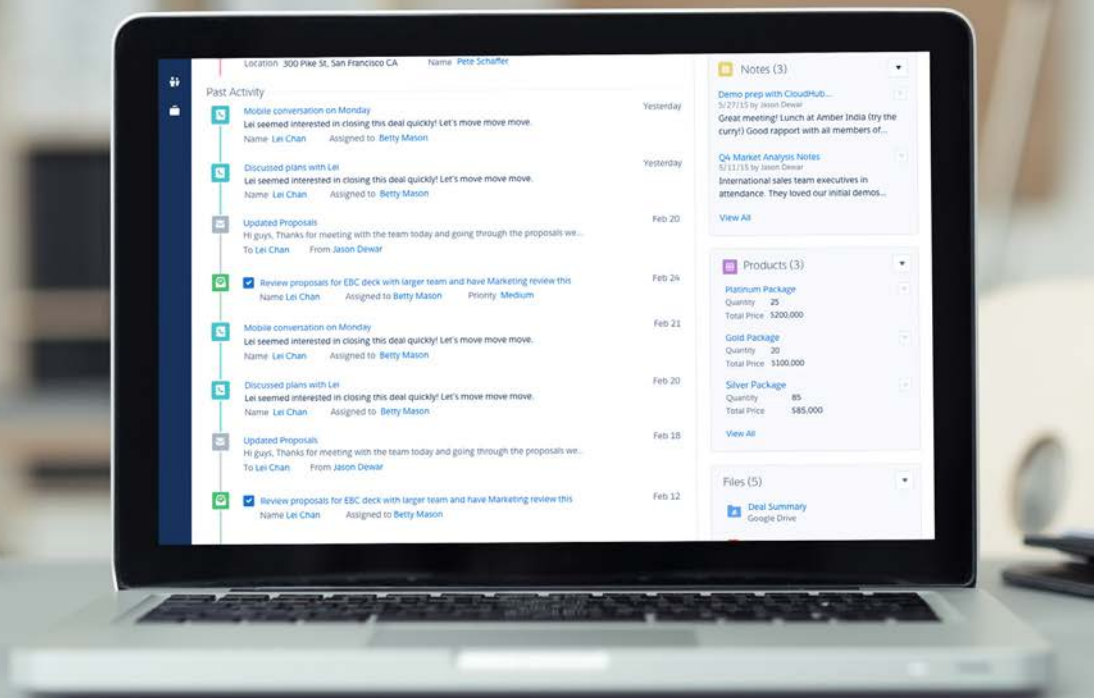 Location 300 Pike St, San Francisco CA Name Pete Schaffer
Past Activity
Mobile conversation on Monday Yesterday
Lei seemed interested in closing this deal quickly! Let's move move move.
Name Lei Chan Assigned to Betty Mason
Discussed plans with Lei Yesterday
Lei seemed interested in closing this deal quickly! Let's move move move.
Name Lei Chan Assigned to Betty Mason
Updated Proposals Feb 20
Hi guys, Thanks for meeting with the team today and going through the proposals we...
To Lei Chan From Jason Dewar
Review proposals for EBC deck with larger team and have Marketing review this Feb 24
Name Lei Chan Assigned to Betty Mason Priority Medium
Mobile conversation on Monday Feb 21
Lei seemed interested in closing this deal quickly! Let's move move move.
Name Lei Chan Assigned to Betty Mason
Discussed plans with Lei Feb 20
Lei seemed interested in closing this deal quickly! Let's move move move.
Name Lei Chan Assigned to Betty Mason
Updated Proposals Feb 18
Hi guys, Thanks for meeting with the team today and going through the proposals we...
To Lei Chan From Jason Dewar
Review proposals for EBC deck with larger team and have Marketing review this Feb 12
Name Lei Chan Assigned to Betty Mason
Notes (3)
Demo prep with CloudHub...
5/27/15 by Jason Dewar
Great meeting! Lunch at Amber India (try the
curry!) Good rapport with all members of...
Q4 Market Analysis Notes
5/11/15 by Jason Dewar
International sales team executives in
attendance. They loved our initial demos...
View All
Products (3)
Platinum Package
Quantity 25
Total Price $200,000
Gold Package
Quantity 20
Total Price $100,000
Silver Package
Quantity 85
Total Price $85,000
View All
Files (5)
Deal Summary
Google Drive